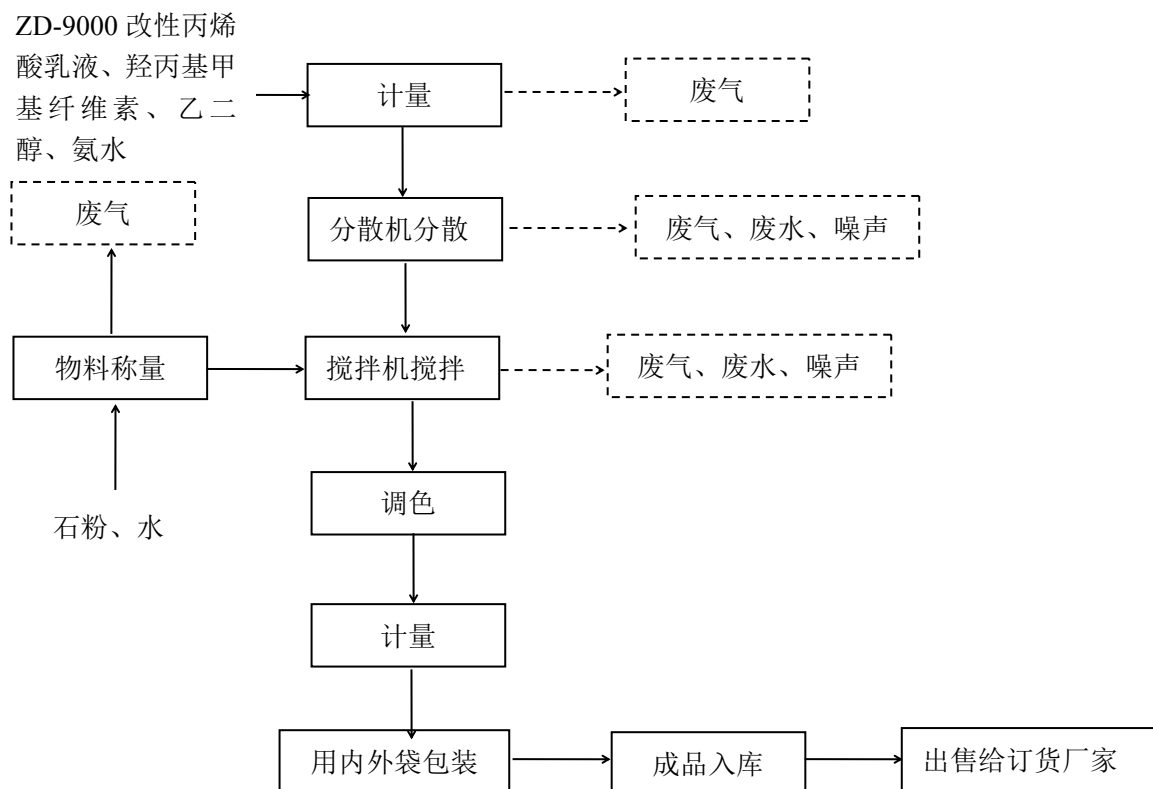 ZD-9000 改性丙烯
酸乳液、羟丙基甲
基纤维素、乙二
醇、氨水
计量
废气
废气
分散机分散
废气、废水、噪声
物料称量
搅拌机搅拌
废气、废水、噪声
石粉、水
调色
计量
用内外袋包装
成品入库
出售给订货厂家